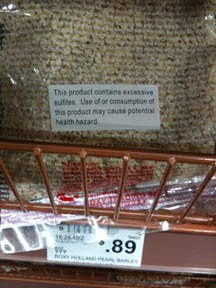 This product contains excessive
sulfites. Use of or consumption of
this product may cause potential
health hazard.
.89
ROXY HOLLAND PEARL BARLEY